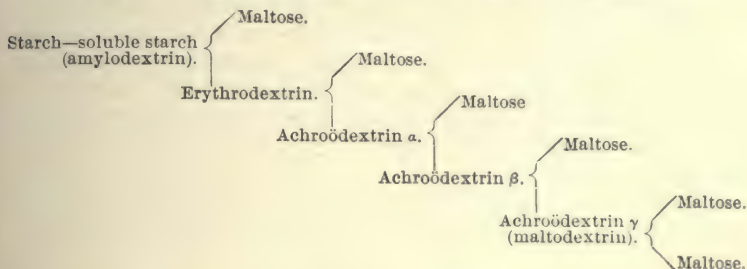 Maltose.
Starch—soluble starch
(amylodextrin).
Maltose.
Erythrodextrin.
Maltose
Achroödextrin α.
Maltose.
Achroödextrin β.
Maltose.
Achroödextrin γ
(maltodextrin).
Maltose.